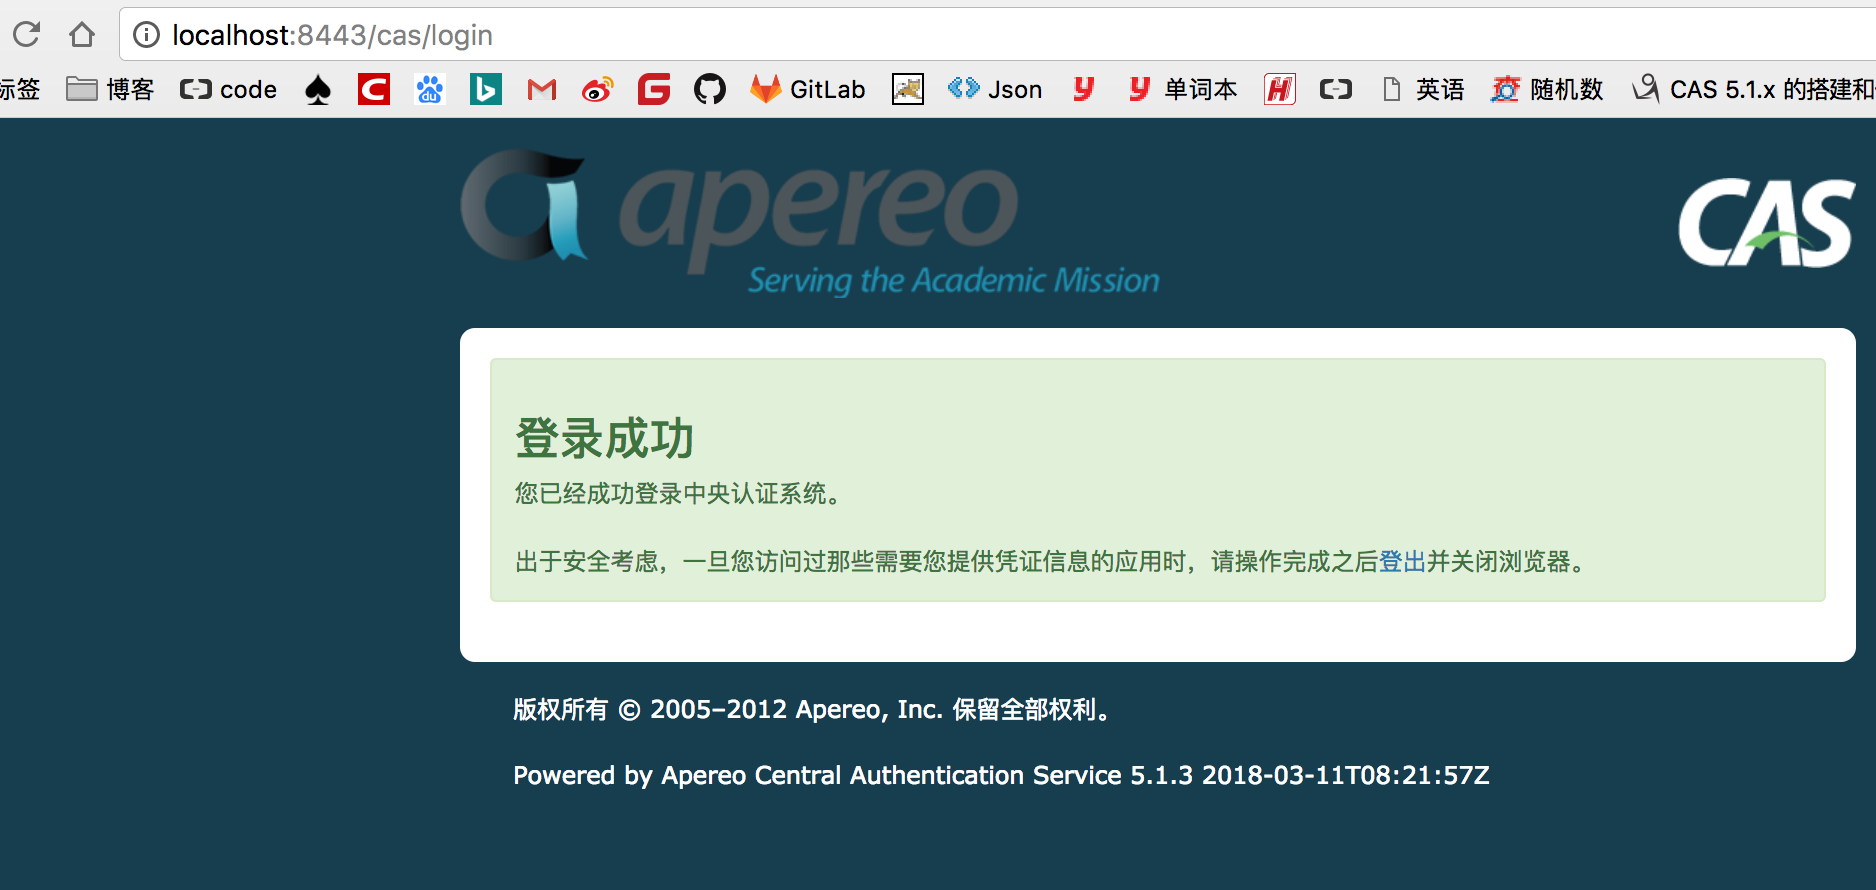 localhost:8443/cas/login
标签 博客 code GitLab Json 单词本 英语 随机数 CAS 5.1.x 的搭建和
apereo
Serving the Academic Mission
CAS
登录成功
您已经成功登录中央认证系统。
出于安全考虑，一旦您访问过那些需要您提供凭证信息的应用时，请操作完成之后登出并关闭浏览器。
版权所有 © 2005–2012 Apereo, Inc. 保留全部权利。
Powered by Apereo Central Authentication Service 5.1.3 2018-03-11T08:21:57Z